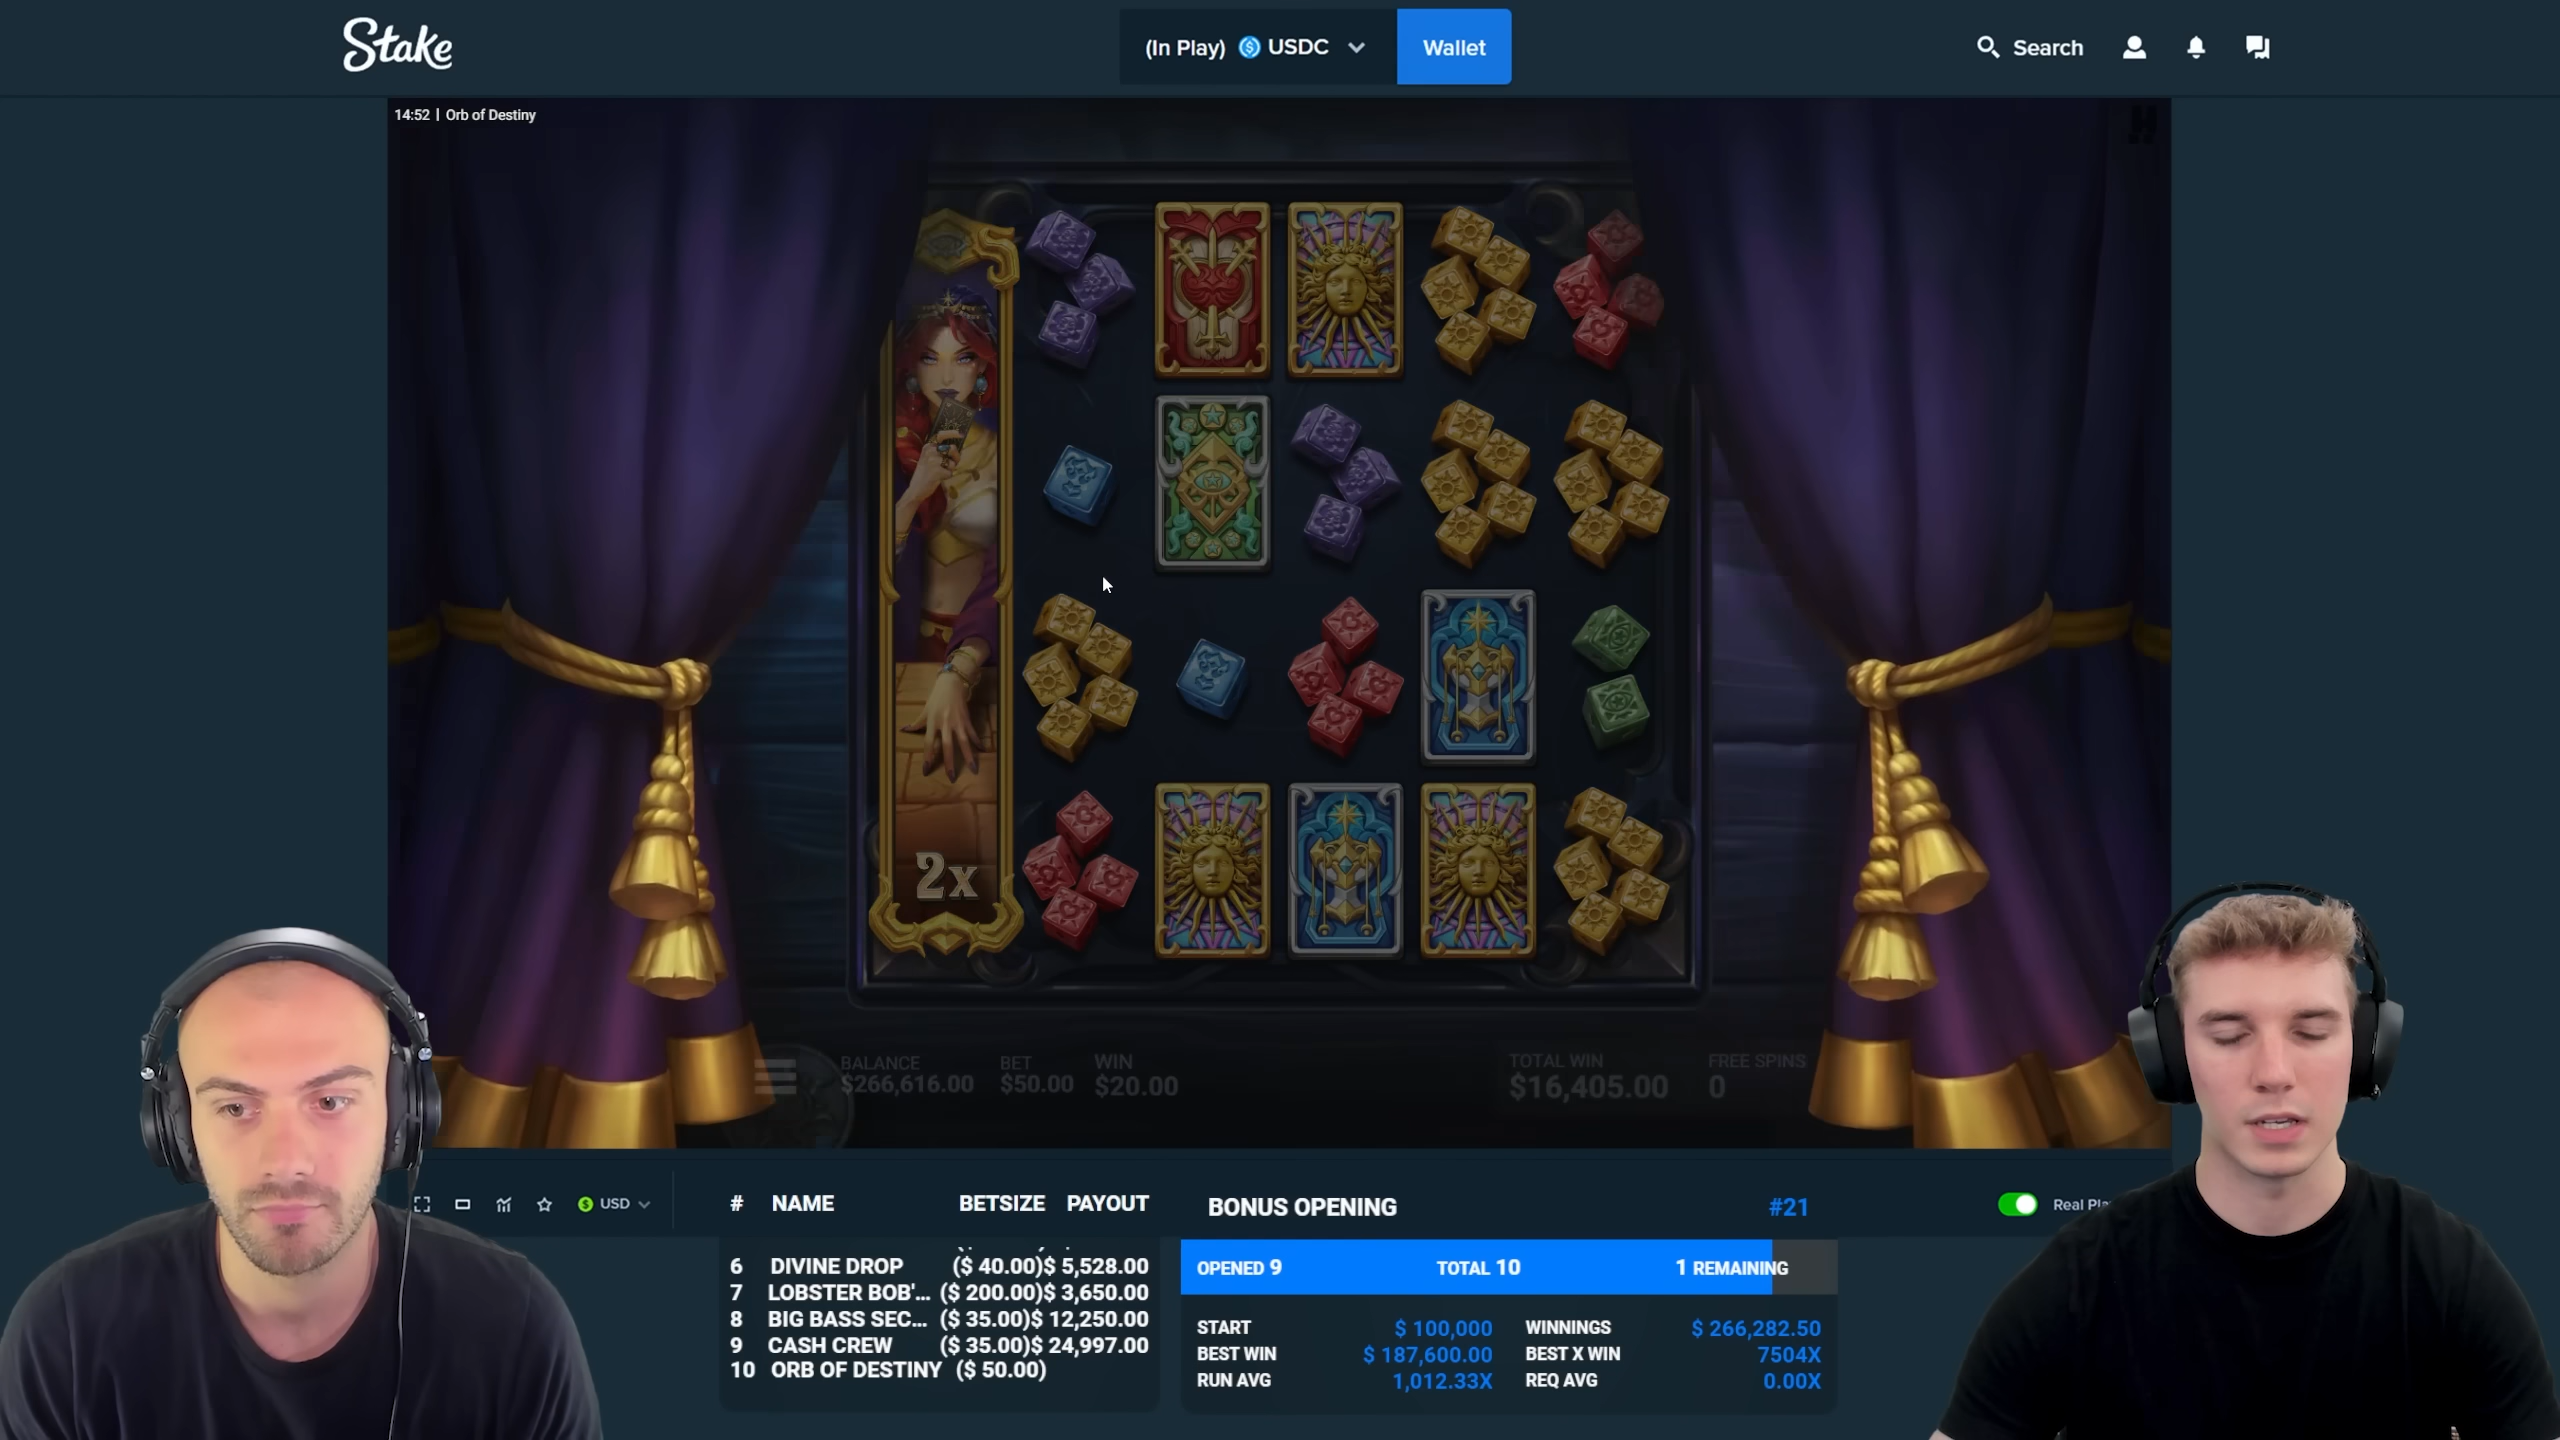 Stake
(In Play) USDC
Wallet
Search
14:52 | Orb of Destiny
2x
BALANCE
$266,616.00
BET
$50.00
WIN
$20.00
TOTAL WIN
$16,405.00
FREE SPINS
0
USD
# NAME BETSIZE PAYOUT
6 DIVINE DROP ($ 40.00)$ 5,528.00
7 LOBSTER BOB'... ($ 200.00)$ 3,650.00
8 BIG BASS SEC... ($ 35.00)$ 12,250.00
9 CASH CREW ($ 35.00)$ 24,997.00
10 ORB OF DESTINY ($ 50.00)
BONUS OPENING #21
OPENED 9 TOTAL 10 1 REMAINING
START $ 100,000 WINNINGS $ 266,282.50
BEST WIN $ 187,600.00 BEST X WIN 7504X
RUN AVG 1,012.33X REQ AVG 0.00X
Real